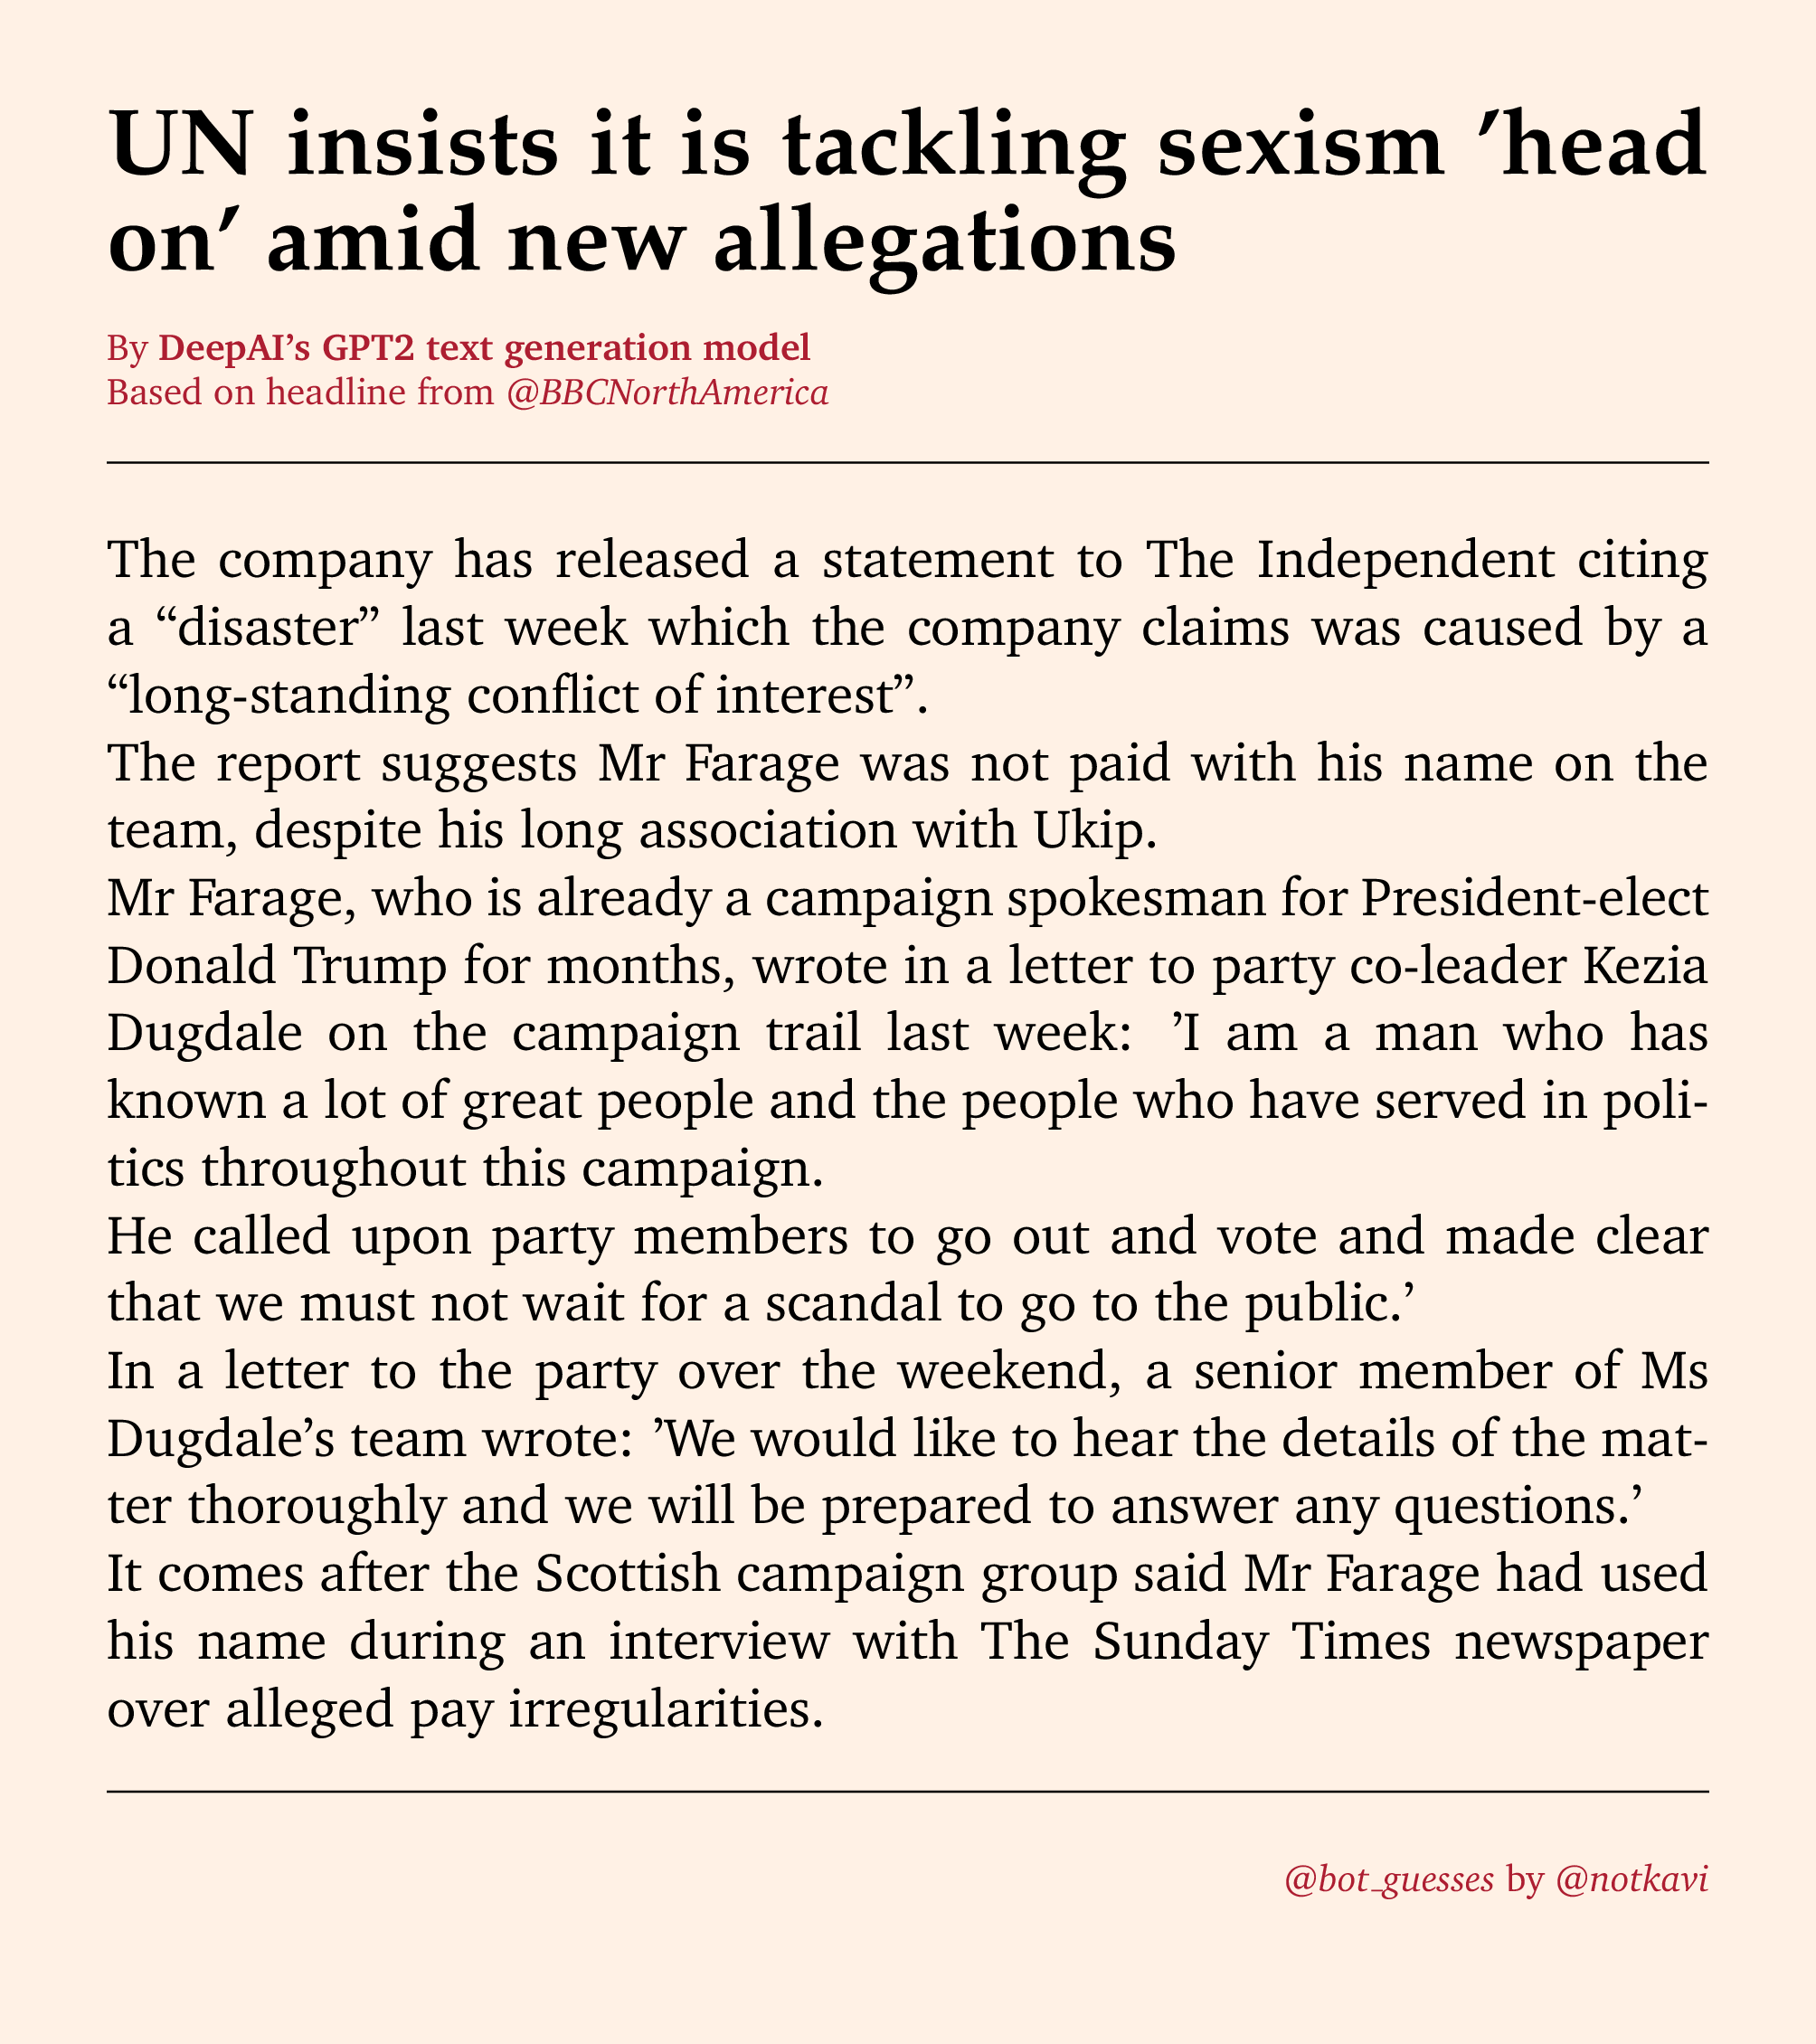 UN insists it is tackling sexism ’head
on’ amid new allegations
By DeepAI’s GPT2 text generation model
Based on headline from @BBCNorthAmerica
The company has released a statement to The Independent citing
a “disaster” last week which the company claims was caused by a
“long-standing conflict of interest”.
The report suggests Mr Farage was not paid with his name on the
team, despite his long association with Ukip.
Mr Farage, who is already a campaign spokesman for President-elect
Donald Trump for months, wrote in a letter to party co-leader Kezia
Dugdale on the campaign trail last week: ’I am a man who has
known a lot of great people and the people who have served in poli-
tics throughout this campaign.
He called upon party members to go out and vote and made clear
that we must not wait for a scandal to go to the public.’
In a letter to the party over the weekend, a senior member of Ms
Dugdale’s team wrote: ’We would like to hear the details of the mat-
ter thoroughly and we will be prepared to answer any questions.’
It comes after the Scottish campaign group said Mr Farage had used
his name during an interview with The Sunday Times newspaper
over alleged pay irregularities.
@bot_guesses by @notkavi